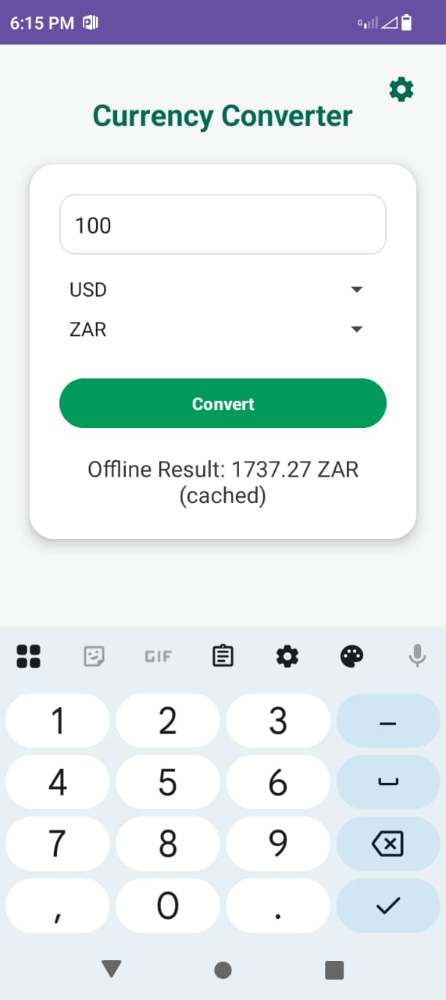 6:15 PM
G
Currency Converter
100
USD
ZAR
Convert
Offline Result: 1737.27 ZAR
(cached)
GIF
1 2 3 –
4 5 6
7 8 9
, 0 .